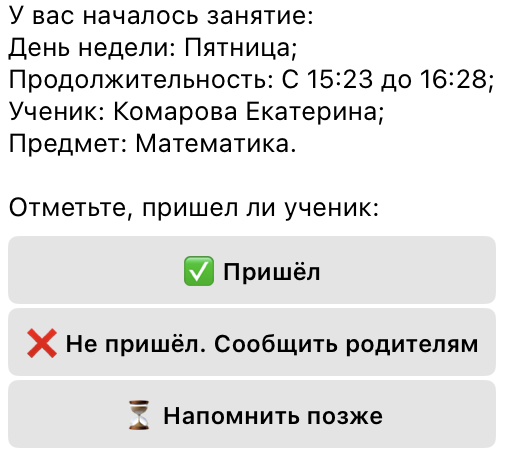 У вас началось занятие:
День недели: Пятница;
Продолжительность: С 15:23 до 16:28;
Ученик: Комарова Екатерина;
Предмет: Математика.
Отметьте, пришел ли ученик:
✅ Пришёл
❌ Не пришёл. Сообщить родителям
⏳ Напомнить позже